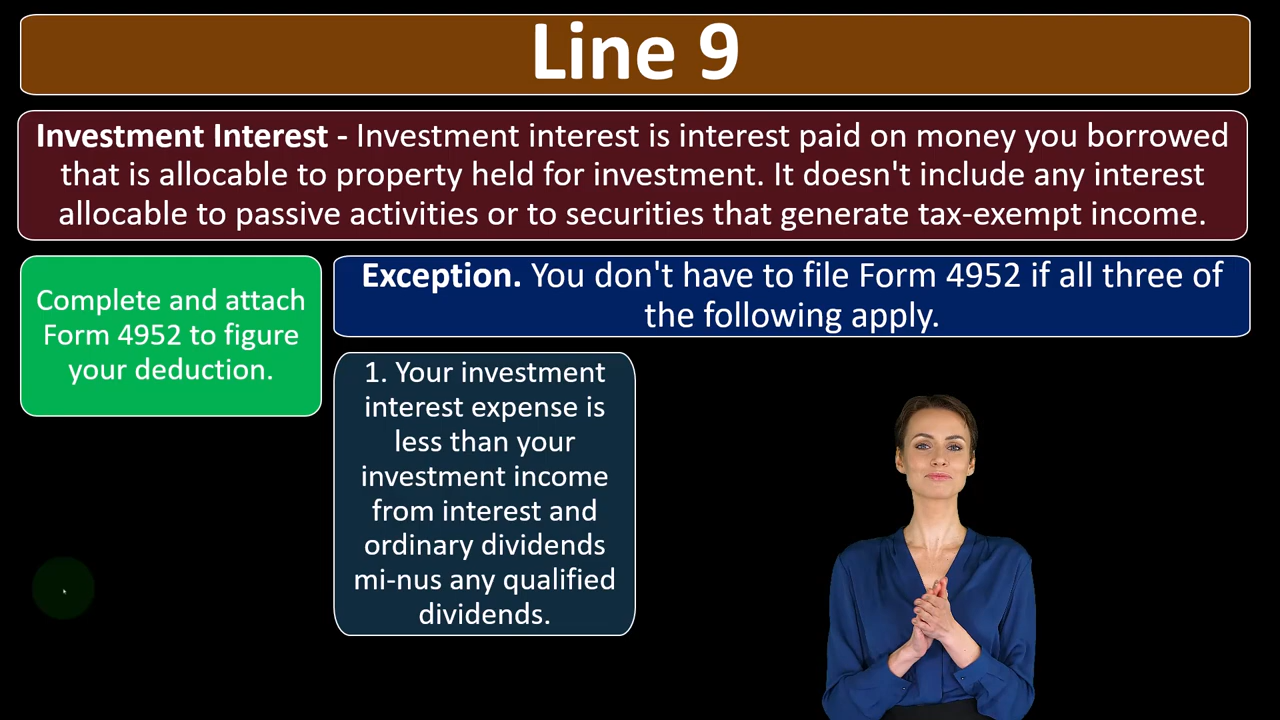 Line 9
Investment Interest - Investment interest is interest paid on money you borrowed
that is allocable to property held for investment. It doesn't include any interest
allocable to passive activities or to securities that generate tax-exempt income.
Complete and attach
Form 4952 to figure
your deduction.
Exception. You don't have to file Form 4952 if all three of
the following apply.
1. Your investment
interest expense is
less than your
investment income
from interest and
ordinary dividends
mi-nus any qualified
dividends.